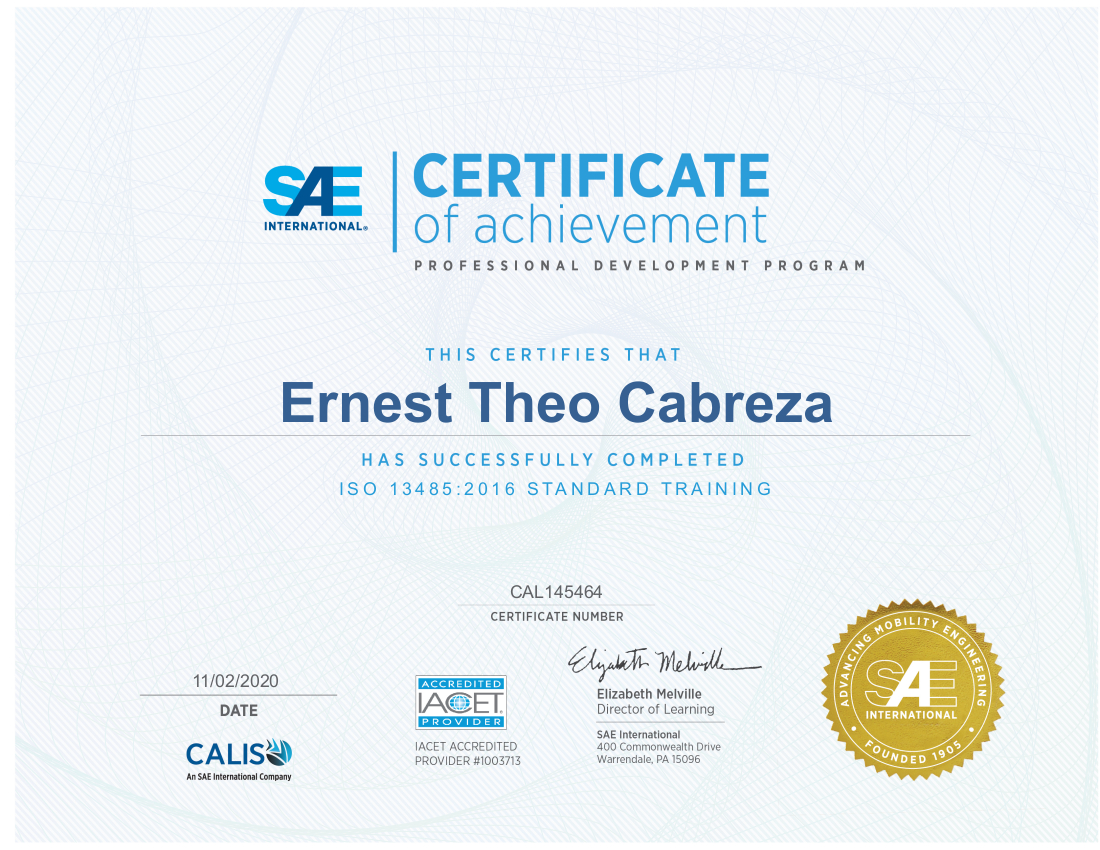 SAE
INTERNATIONAL®
CERTIFICATE
of achievement
PROFESSIONAL DEVELOPMENT PROGRAM
THIS CERTIFIES THAT
Ernest Theo Cabreza
HAS SUCCESSFULLY COMPLETED
ISO 13485:2016 STANDARD TRAINING
CAL145464
CERTIFICATE NUMBER
11/02/2020
DATE
CALISO
An SAE International Company
ACCREDITED
IACET®
PROVIDER
IACET ACCREDITED
PROVIDER #1003713
Elizabeth Melville
Elizabeth Melville
Director of Learning
SAE International
400 Commonwealth Drive
Warrendale, PA 15096
ADVANCING MOBILITY ENGINEERING
SAE
INTERNATIONAL
FOUNDED 1905